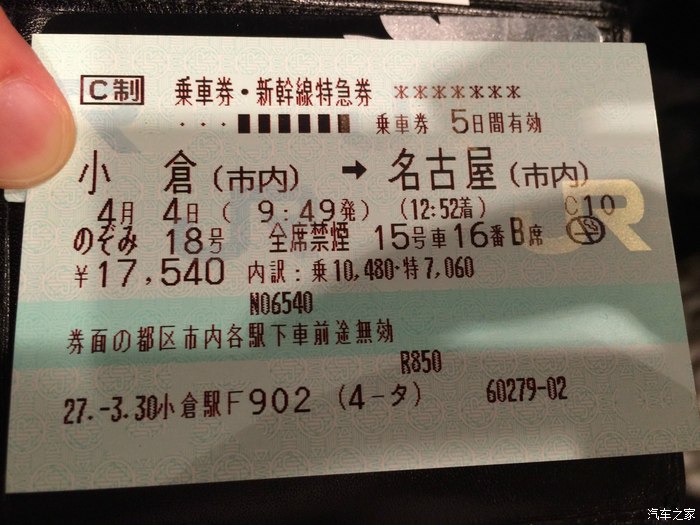 C制 乗車券・新幹線特急券 *******
・・・■■■■■■ 乗車券 5日間有効
小 倉(市内) → 名古屋(市内)
4月 4日( 9:49発) (12:52着) C10
のぞみ 18号 全席禁煙 15号車16番B席
¥17,540 内訳:乗10,480・特7,060
N06540
券面の都区市内各駅下車前途無効
R850
27.-3.30小倉駅F902 (4-タ) 60279-02
JR
汽车之家